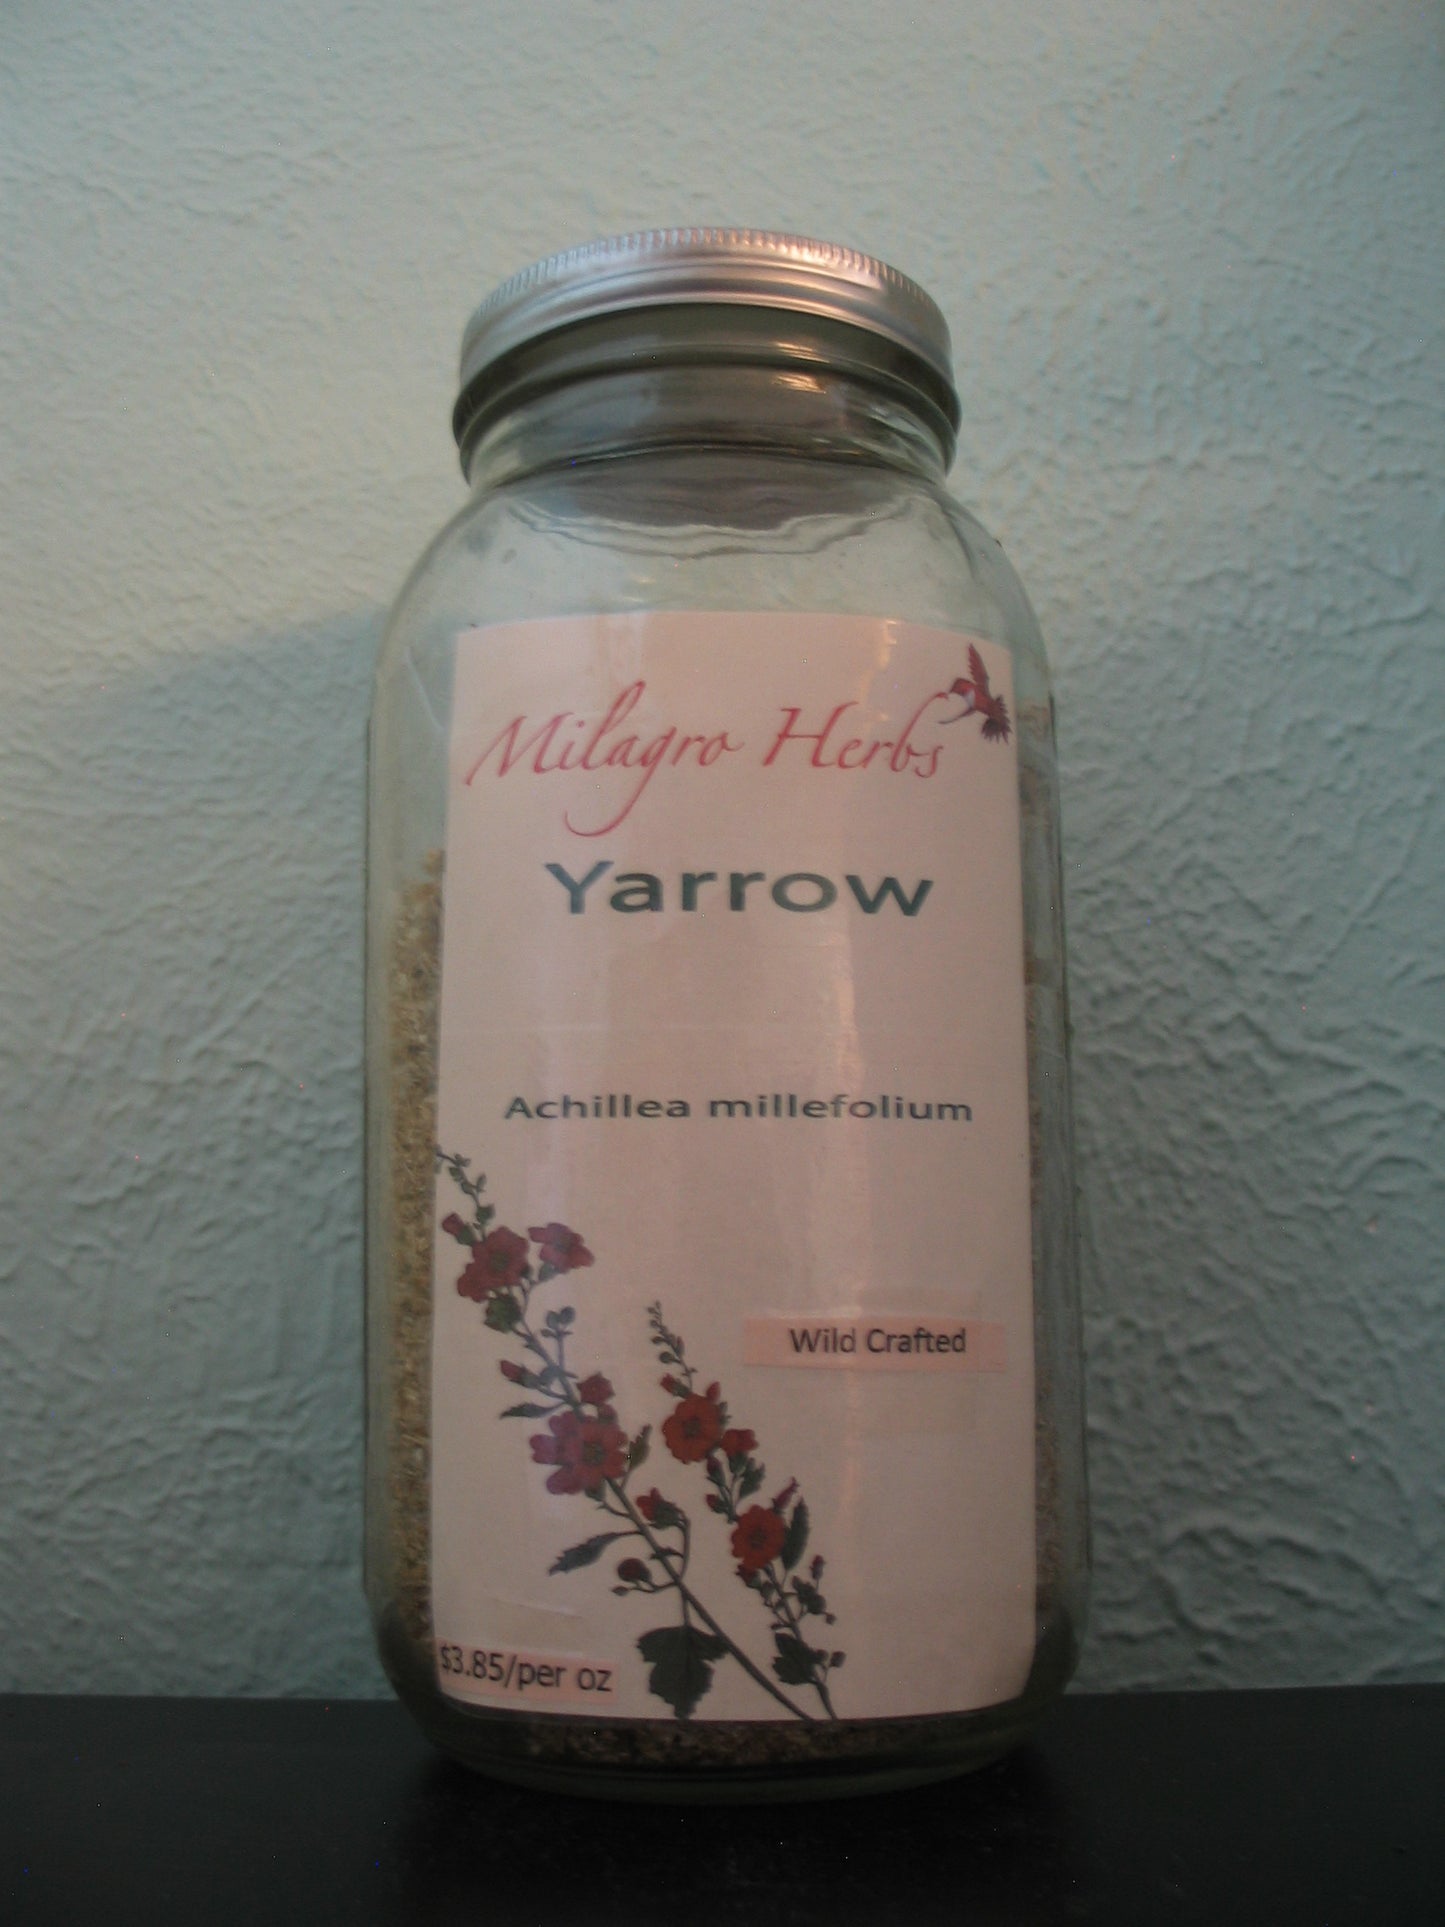 Milagro Herbs
Yarrow
Achillea millefolium
Wild Crafted
$3.85/per oz